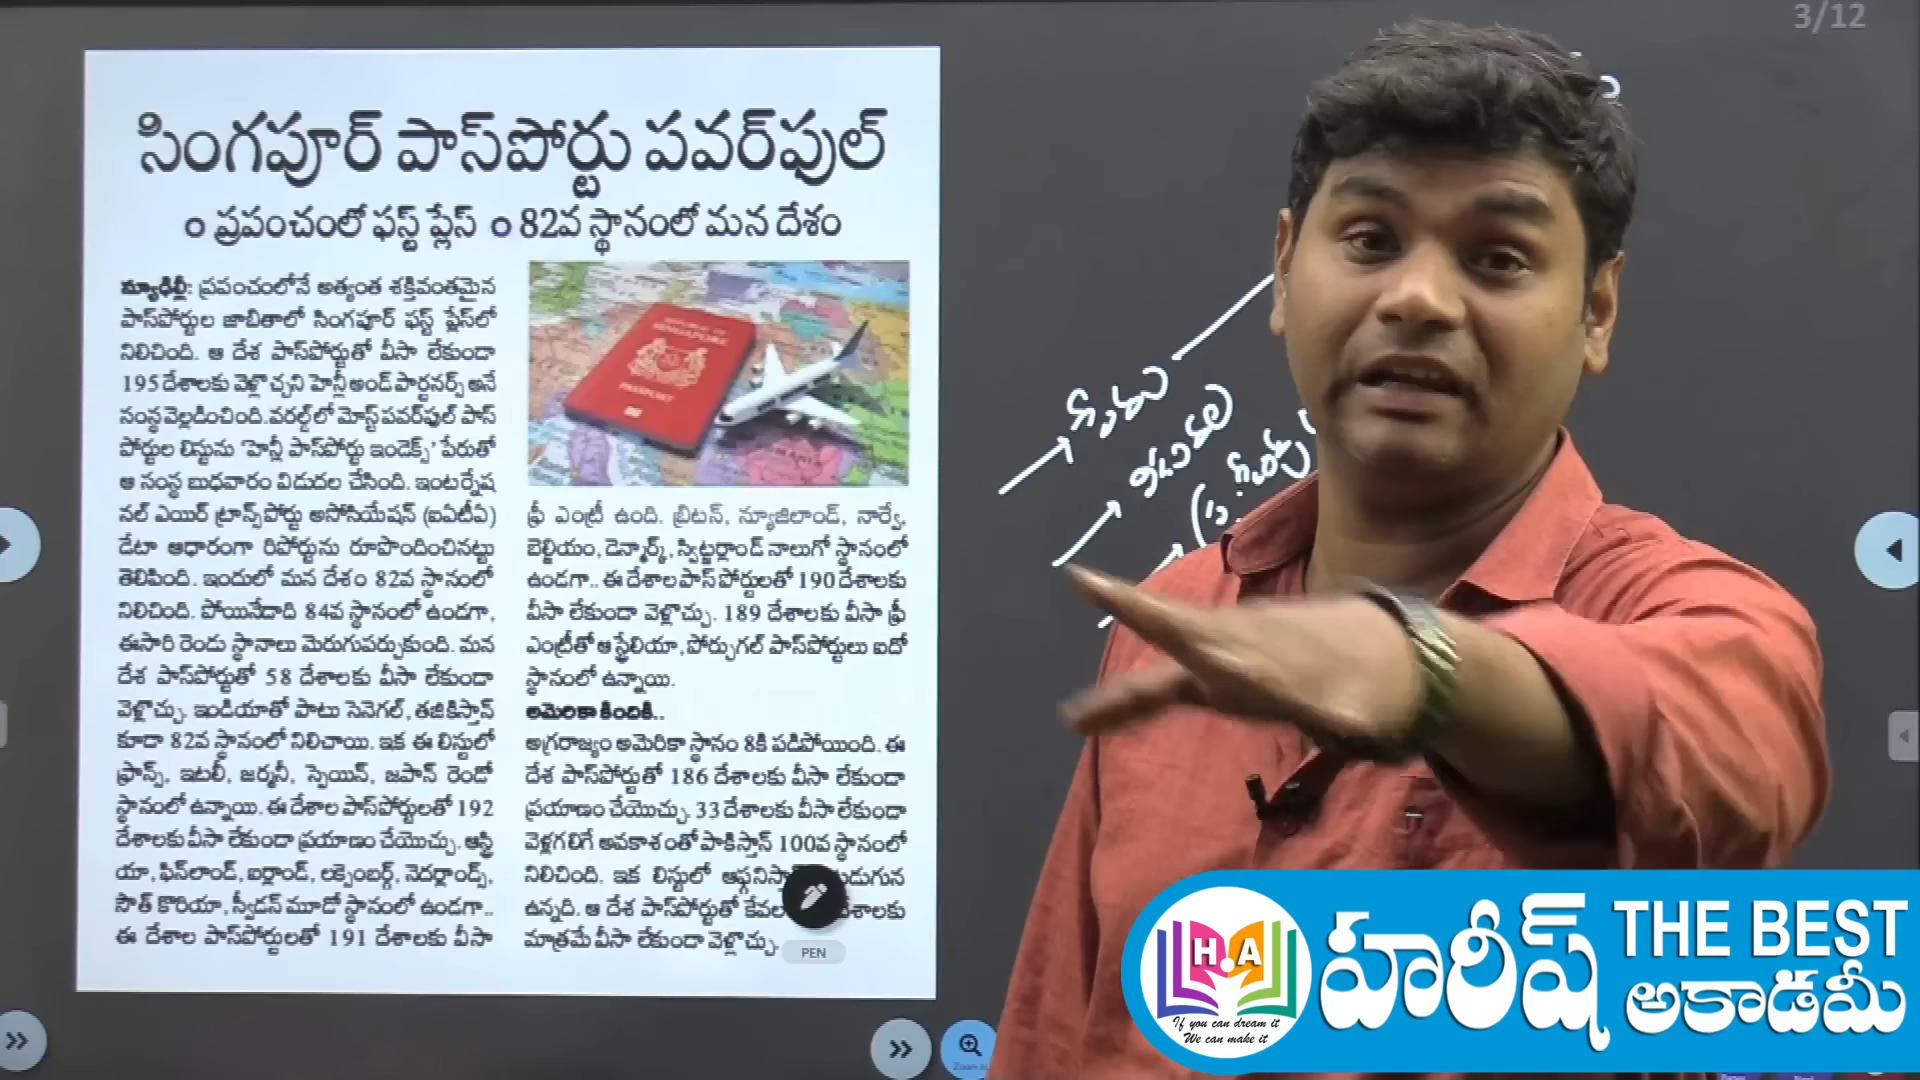 3/12
సింగపూర్ పాస్‌పోర్టు పవర్‌ఫుల్
ప్రపంచంలో ఫస్ట్ ప్లేస్ 82వ స్థానంలో మన దేశం
న్యూఢిల్లీ: ప్రపంచంలోనే అత్యంత శక్తివంతమైన
పాస్‌పోర్టుల జాబితాలో సింగపూర్ ఫస్ట్ ప్లేస్‌లో
నిలిచింది. ఆ దేశ పాస్‌పోర్టుతో వీసా లేకుండా
195 దేశాలకు వెళ్లొచ్చని హెన్లీ అండ్ పార్టనర్స్ అనే
సంస్థ వెల్లడించింది. వరల్డ్‌లో మోస్ట్ పవర్‌ఫుల్ పాస్
పోర్టుల లిస్టును 'హెన్లీ పాస్‌పోర్టు ఇండెక్స్' పేరుతో
ఆ సంస్థ బుధవారం విడుదల చేసింది. ఇంటర్నేష
నల్ ఎయిర్ ట్రాన్స్‌పోర్టు అసోసియేషన్ (ఐఏటీఏ)
డేటా ఆధారంగా రిపోర్టును రూపొందించినట్టు
తెలిపింది. ఇందులో మన దేశం 82వ స్థానంలో
నిలిచింది. పోయినేడాది 84వ స్థానంలో ఉండగా,
ఈసారి రెండు స్థానాలు మెరుగుపర్చుకుంది. మన
దేశ పాస్‌పోర్టుతో 58 దేశాలకు వీసా లేకుండా
వెళ్లొచ్చు. ఇండియాతో పాటు సెనెగల్, తజికిస్తాన్
కూడా 82వ స్థానంలో నిలిచాయి. ఇక ఈ లిస్టులో
ఫ్రాన్స్, ఇటలీ, జర్మనీ, స్పెయిన్, జపాన్ రెండో
స్థానంలో ఉన్నాయి. ఈ దేశాల పాస్‌పోర్టులతో 192
దేశాలకు వీసా లేకుండా ప్రయాణం చేయొచ్చు. ఆస్ట్రి
యా, ఫిన్‌లాండ్, ఐర్లాండ్, లక్సెంబర్గ్, నెదర్లాండ్స్,
సౌత్ కొరియా, స్వీడన్ మూడో స్థానంలో ఉండగా..
ఈ దేశాల పాస్‌పోర్టులతో 191 దేశాలకు వీసా
SINGAPORE
PASSPORT
ఫ్రీ ఎంట్రీ ఉంది. బ్రిటన్, న్యూజిలాండ్, నార్వే,
బెల్జియం, డెన్మార్క్, స్విట్జర్లాండ్ నాలుగో స్థానంలో
ఉండగా.. ఈ దేశాల పాస్ పోర్టులతో 190 దేశాలకు
వీసా లేకుండా వెళ్లొచ్చు. 189 దేశాలకు వీసా ఫ్రీ
ఎంట్రీతో ఆస్ట్రేలియా, పోర్చుగల్ పాస్‌పోర్టులు ఐదో
స్థానంలో ఉన్నాయి.
అమెరికా కిందికి..
అగ్రరాజ్యం అమెరికా స్థానం 8కి పడిపోయింది. ఈ
దేశ పాస్‌పోర్టుతో 186 దేశాలకు వీసా లేకుండా
ప్రయాణం చేయొచ్చు. 33 దేశాలకు వీసా లేకుండా
వెళ్లగలిగే అవకాశంతో పాకిస్తాన్ 100వ స్థానంలో
నిలిచింది. ఇక లిస్టులో
ఉన్నది. ఆ దేశ పాస్‌పోర్టుతో
మాత్రమే వీసా లేకుండా వెళ్లొచ్చు.
PEN
H.A
If you can dream it
We can make it
హరీష్
THE BEST
అకాడమీ